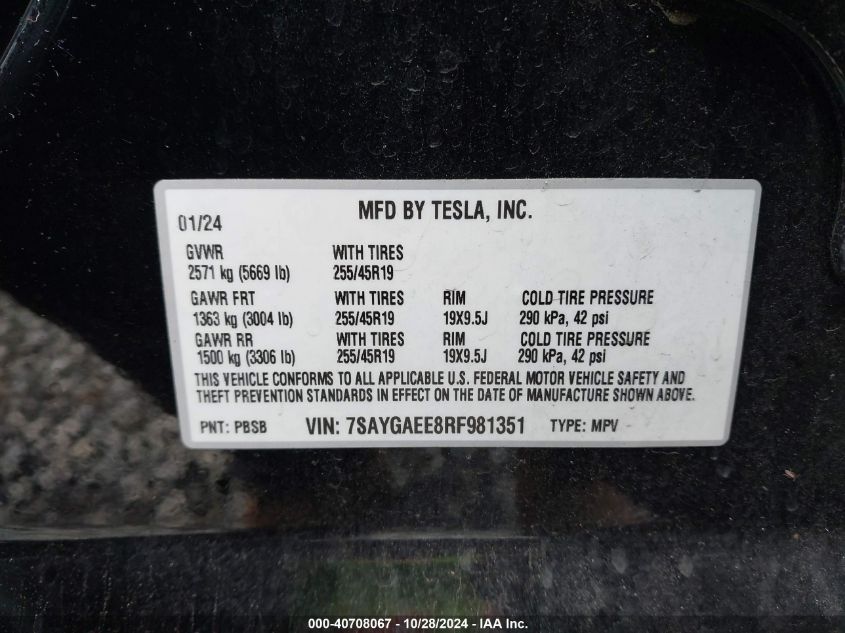 MFD BY TESLA, INC.
01/24
GVWR WITH TIRES
2571 kg (5669 lb) 255/45R19
GAWR FRT WITH TIRES RIM COLD TIRE PRESSURE
1363 kg (3004 lb) 255/45R19 19X9.5J 290 kPa, 42 psi
GAWR RR WITH TIRES RIM COLD TIRE PRESSURE
1500 kg (3306 lb) 255/45R19 19X9.5J 290 kPa, 42 psi
THIS VEHICLE CONFORMS TO ALL APPLICABLE U.S. FEDERAL MOTOR VEHICLE SAFETY AND
THEFT PREVENTION STANDARDS IN EFFECT ON THE DATE OF MANUFACTURE SHOWN ABOVE.
PNT: PBSB VIN: 7SAYGAEE8RF981351 TYPE: MPV
000-40708067 - 10/28/2024 - IAA Inc.